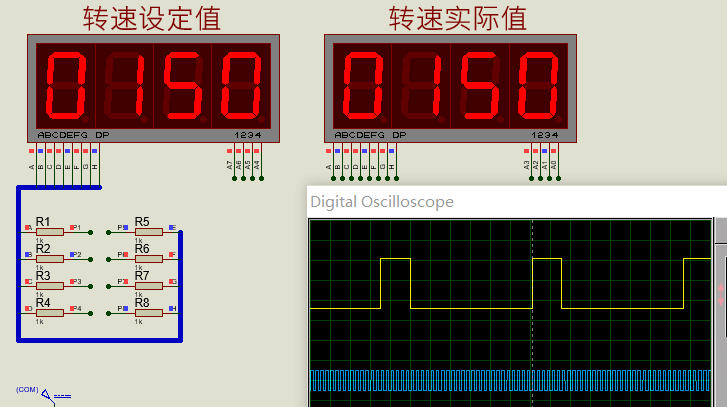 转速设定值
转速实际值
0150
0150
ABCDEFG DP
1234
ABCDEFG DP
1234
A B C D E F G H
A7 A6 A5 A4
A B C D E F G H
A3 A2 A1 A0
Digital Oscilloscope
A R1 P1
1k
R5 E
1k
B R2 P2
1k
R6 F
1k
C R3 P3
1k
R7 G
1k
D R4 P4
1k
R8 H
1k
(COM)